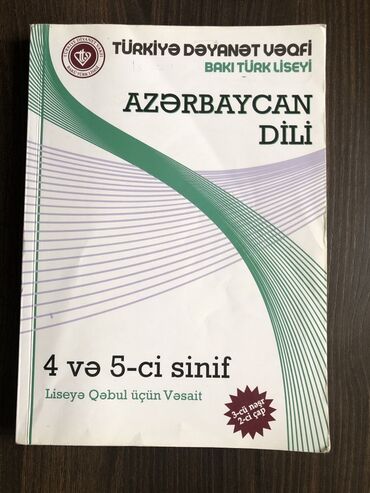 TÜRKİYƏ DƏYANƏT VƏQFİ
BAKI TÜRK LİSEYİ
AZƏRBAYCAN
DİLİ
4 və 5-ci sinif
Liseyə Qəbul üçün Vəsait
3-cü nəşr
2-ci çap